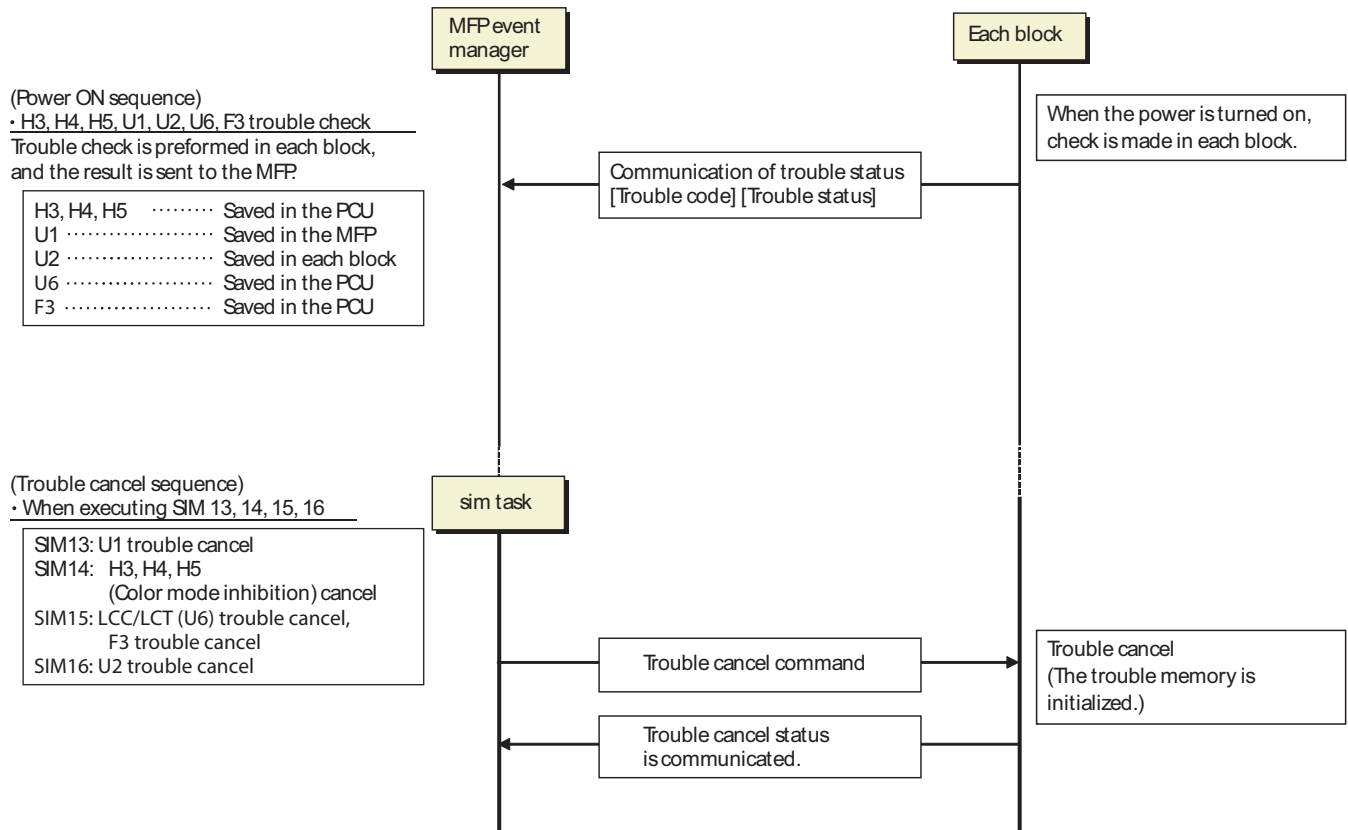 MFP event
manager
Each block
(Power ON sequence)
· H3, H4, H5, U1, U2, U6, F3 trouble check
Trouble check is preformed in each block,
and the result is sent to the MFP.
H3, H4, H5 ········· Saved in the PCU
U1 ····················· Saved in the MFP
U2 ····················· Saved in each block
U6 ····················· Saved in the PCU
F3 ····················· Saved in the PCU
When the power is turned on,
check is made in each block.
Communication of trouble status
[Trouble code] [Trouble status]
(Trouble cancel sequence)
· When executing SIM 13, 14, 15, 16
sim task
SIM13: U1 trouble cancel
SIM14: H3, H4, H5
(Color mode inhibition) cancel
SIM15: LCC/LCT (U6) trouble cancel,
F3 trouble cancel
SIM16: U2 trouble cancel
Trouble cancel command
Trouble cancel
(The trouble memory is
initialized.)
Trouble cancel status
is communicated.